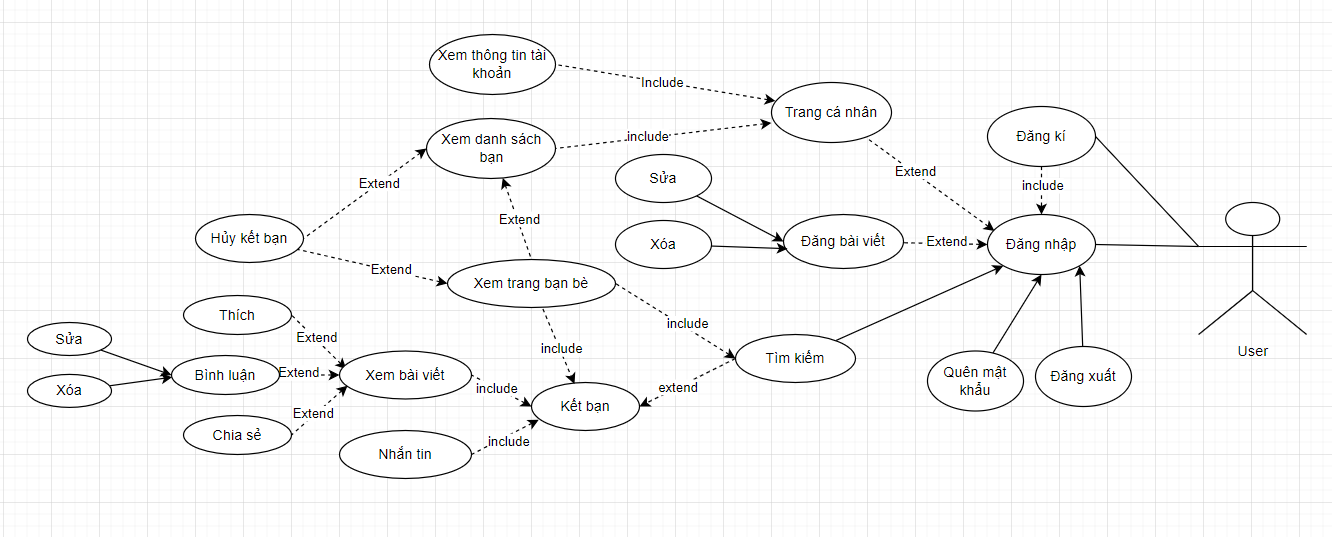 Xem thông tin tài
khoản
Include
Trang cá nhân
Xem danh sách
bạn
include
Đăng kí
Extend
Extend
include
Sửa
Extend
Hủy kết bạn
Xóa
Đăng bài viết
Extend
Đăng nhập
Extend
Xem trang bạn bè
Thích
Extend
include
Sửa
include
User
Tìm kiếm
Bình luận
Extend
Xem bài viết
Quên mật
khẩu
Đăng xuất
Xóa
include
extend
Kết bạn
Extend
Chia sẻ
include
Nhắn tin